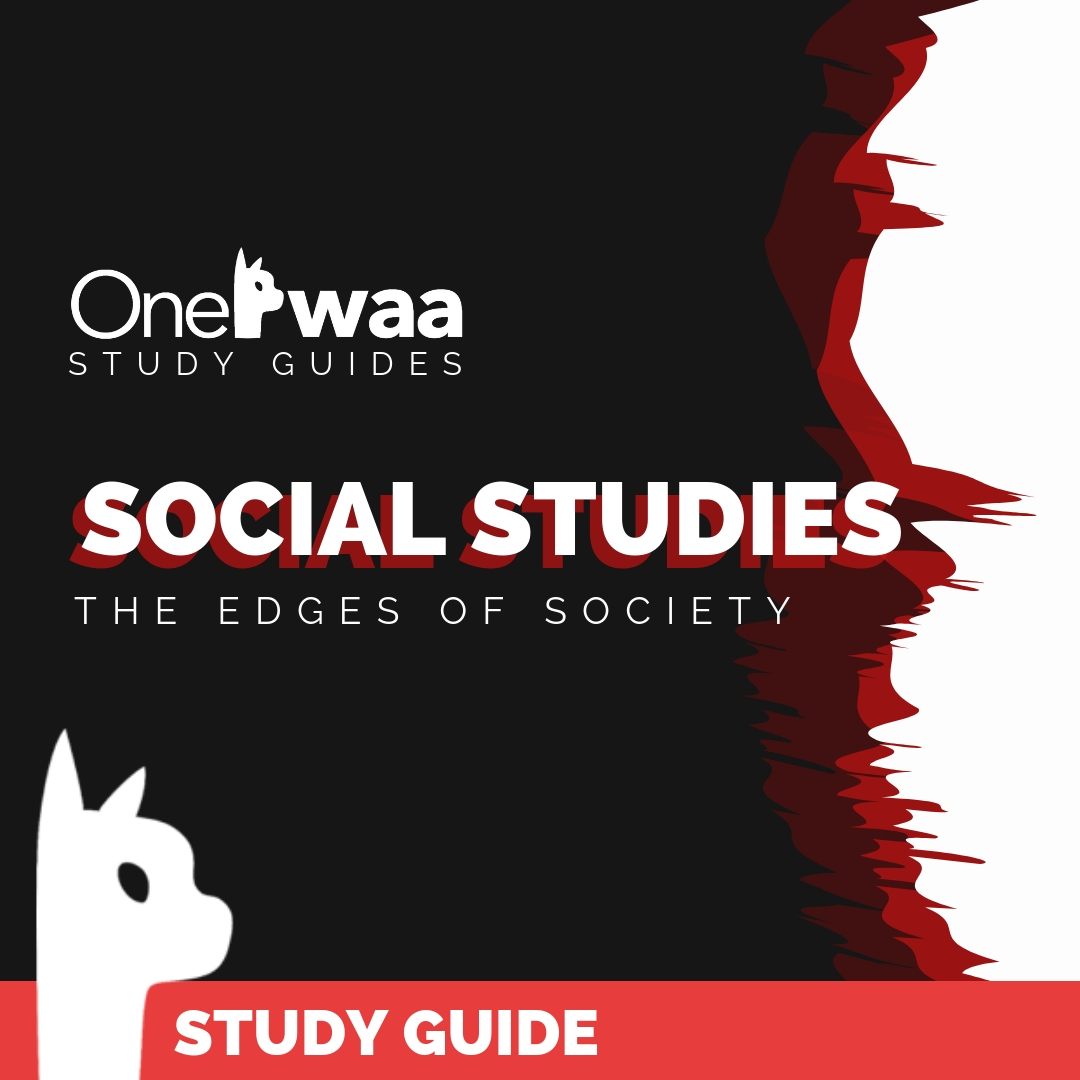 One waa
STUDY GUIDES
SOCIAL STUDIES
THE EDGES OF SOCIETY
STUDY GUIDE